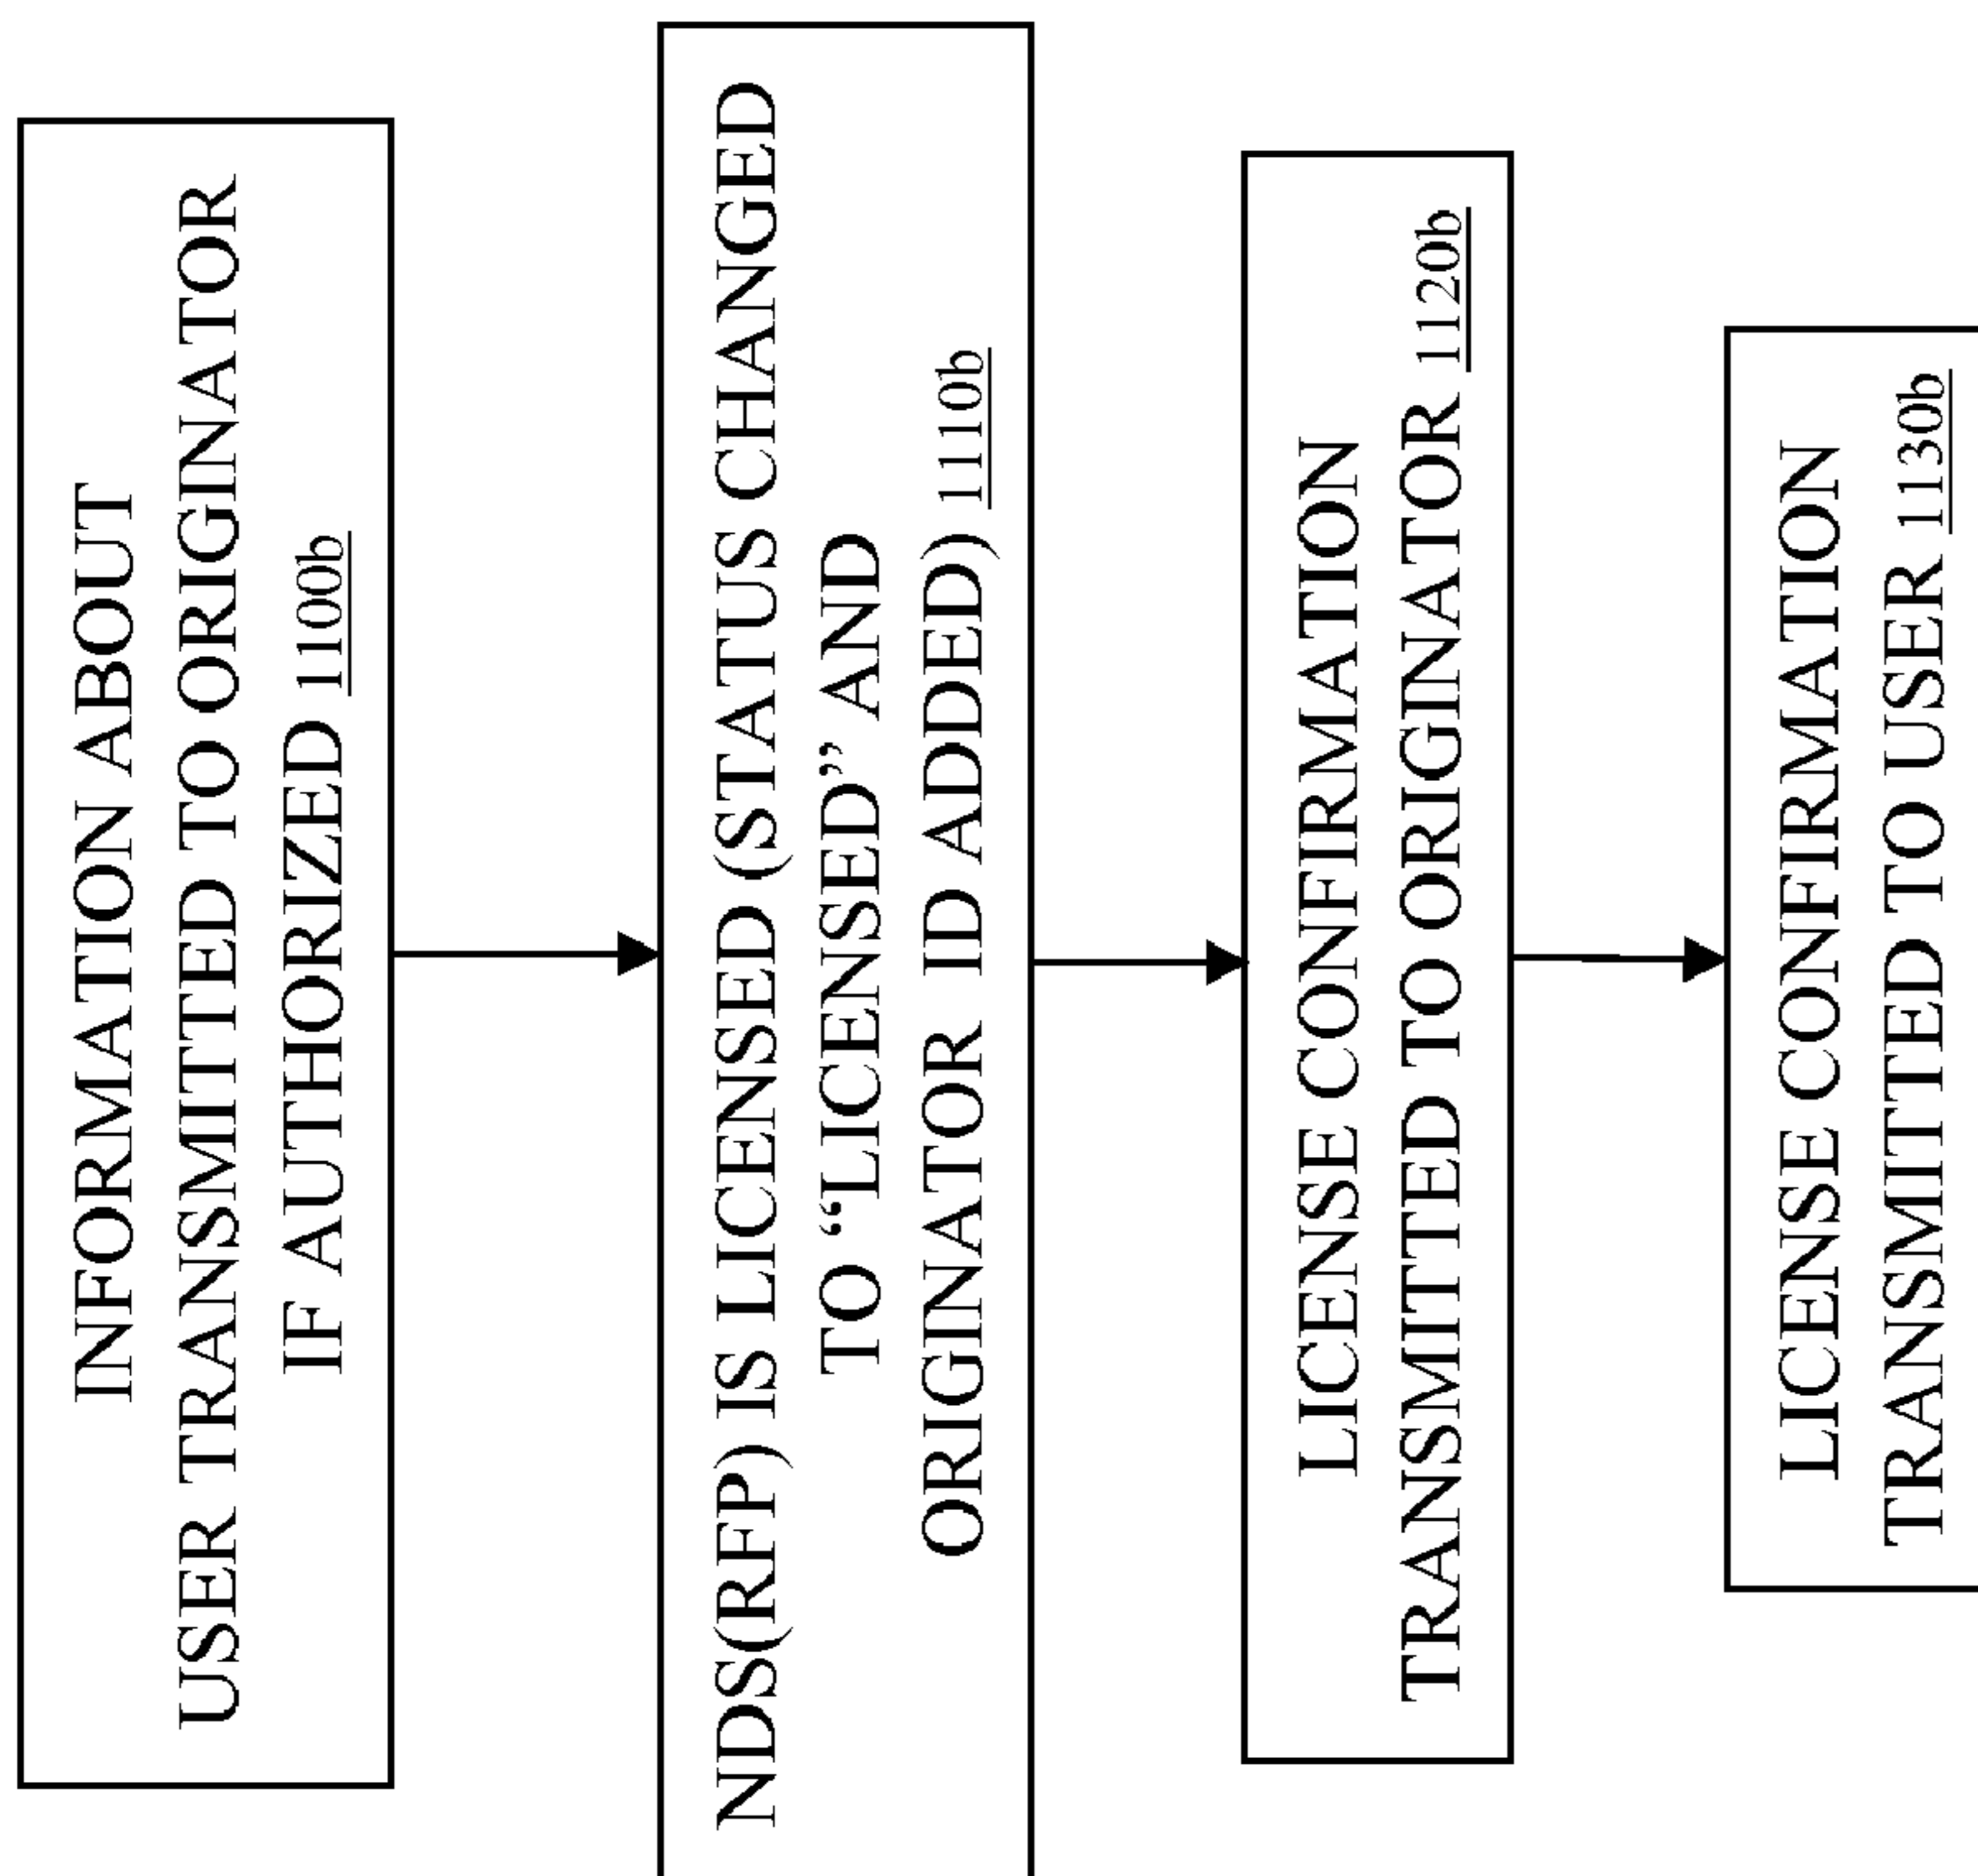 INFORMATION ABOUT
USER TRANSMITTED TO ORIGINATOR
IF AUTHORIZED 1100b
NDS(RFP) IS LICENSED (STATUS CHANGED
TO “LICENSED” AND
ORIGINATOR ID ADDED) 1110b
LICENSE CONFIRMATION
TRANSMITTED TO ORIGINATOR 1120b
LICENSE CONFIRMATION
TRANSMITTED TO USER 1130b